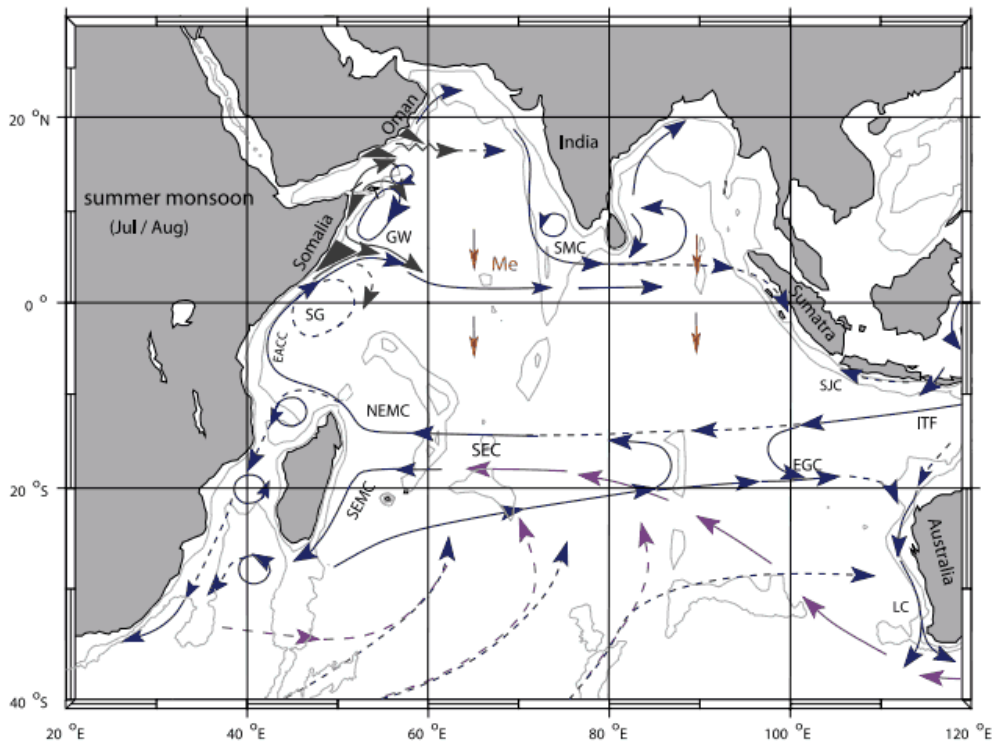 20 °N
0 °
20 °S
40 °S
20 °E
40 °E
60 °E
80 °E
100 °E
120 °E
summer monsoon
(Jul / Aug)
Oman
India
Somalia
GW
SMC
Me
SG
Sumatra
EACC
SJC
NEMC
ITF
SEC
EGC
SEMC
Australia
LC